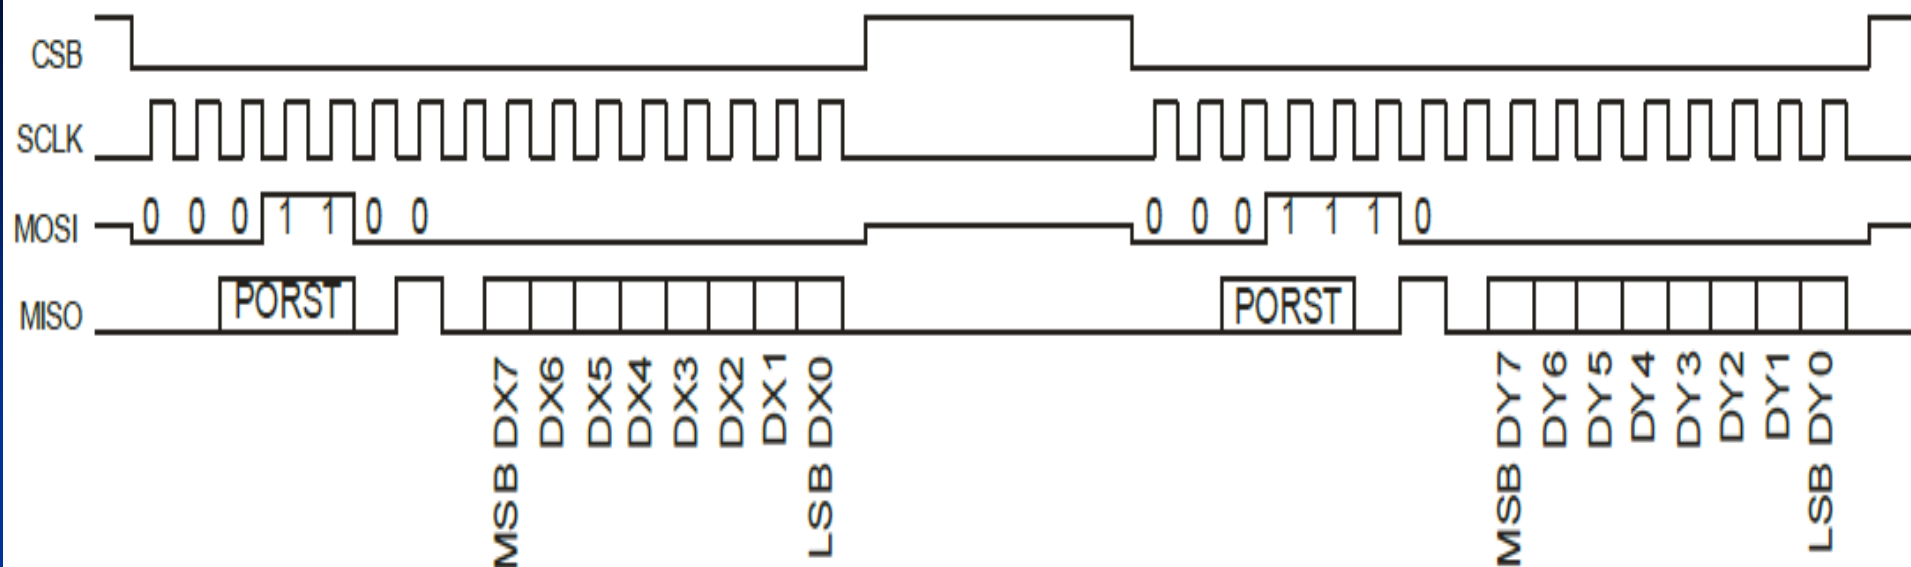 CSB
SCLK
MOSI 0 0 0 1 1 0 0 0 0 0 1 1 1 0
MISO PORST PORST
MSB DX7
DX6
DX5
DX4
DX3
DX2
DX1
LSB DX0
MSB DY7
DY6
DY5
DY4
DY3
DY2
DY1
LSB DY0